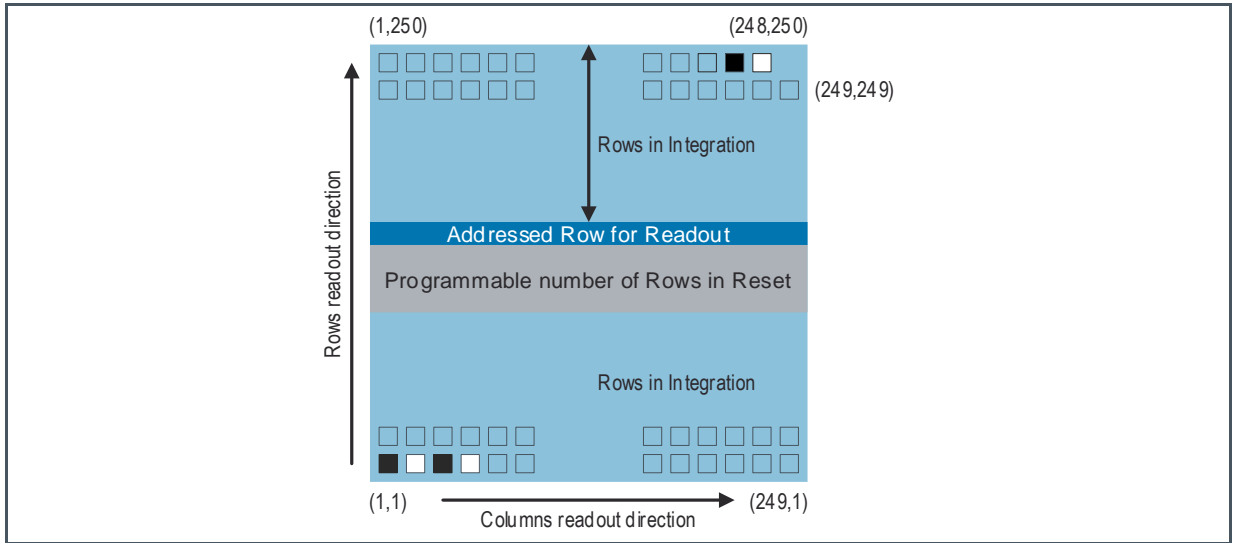 (1,250)
(248,250)
(249,249)
Rows in Integration
Rows readout direction
Addressed Row for Readout
Programmable number of Rows in Reset
Rows in Integration
(1,1)
(249,1)
Columns readout direction